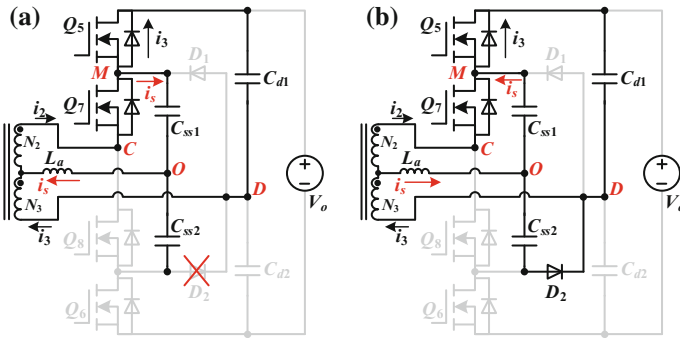 (a)
Q5
i3
D1
M
is
Cd1
Q7
Css1
i2
N2
C
La
O
is
D
N3
i3
Css2
Vo
Q8
Cd2
D2
Q6
(b)
Q5
i3
D1
M
is
Cd1
Q7
Css1
i2
N2
C
La
O
is
D
N3
i3
Css2
V
Q8
Cd2
D2
Q6